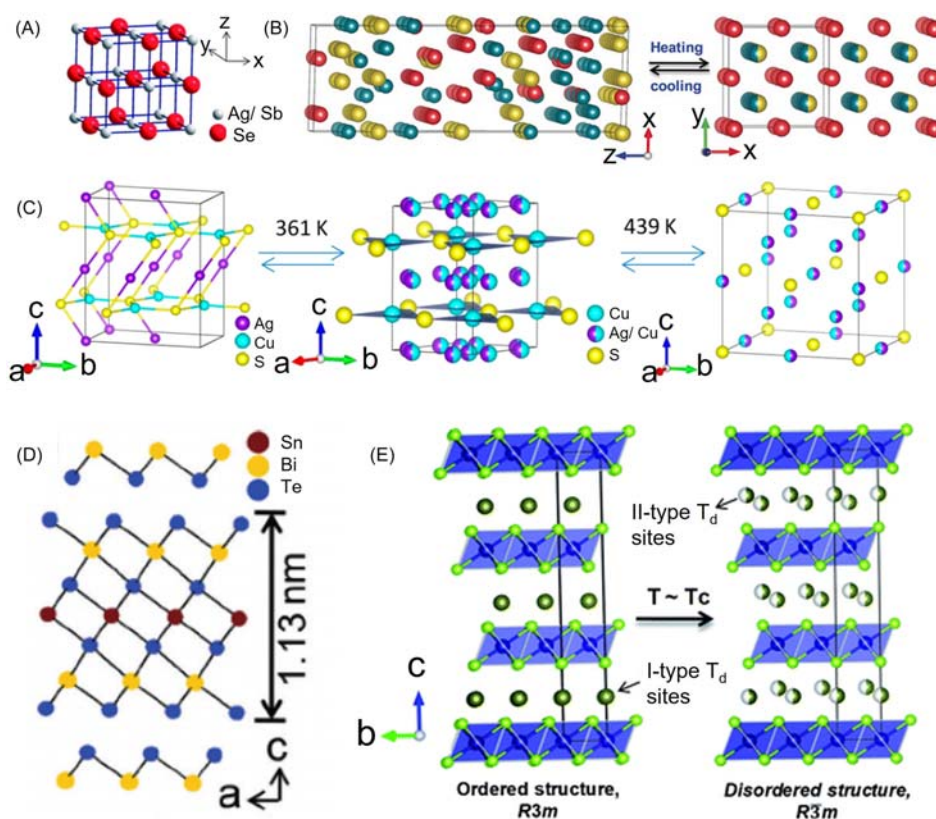 (A)
z
y
x
Ag/ Sb
Se
(B)
Heating
cooling
x
z
y
x
(C)
361 K
439 K
c
a
b
Ag
Cu
S
c
a
b
Cu
Ag/ Cu
S
c
a
b
(D)
Sn
Bi
Te
1.13 nm
c
a
(E)
II-type Td
sites
T ~ Tc
I-type Td
sites
c
b
Ordered structure,
R3m
Disordered structure,
R3̅m